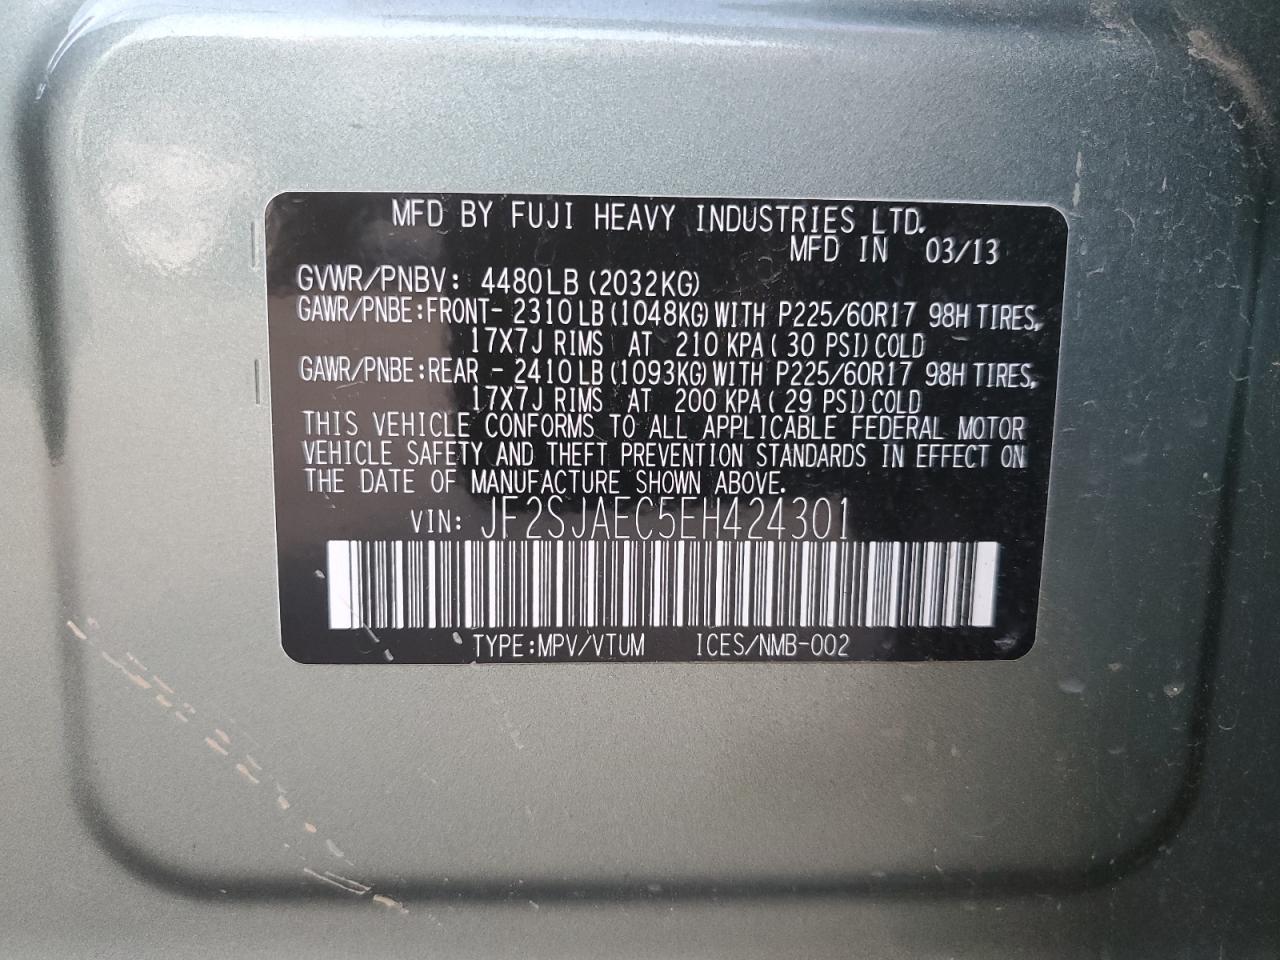 MFD BY FUJI HEAVY INDUSTRIES LTD.
MFD IN 03/13
GVWR/PNBV: 4480LB (2032KG)
GAWR/PNBE:FRONT- 2310LB (1048KG) WITH P225/60R17 98H TIRES,
17X7J RIMS AT 210 KPA ( 30 PSI) COLD
GAWR/PNBE:REAR - 2410LB (1093KG) WITH P225/60R17 98H TIRES,
17X7J RIMS AT 200 KPA ( 29 PSI) COLD
THIS VEHICLE CONFORMS TO ALL APPLICABLE FEDERAL MOTOR
VEHICLE SAFETY AND THEFT PREVENTION STANDARDS IN EFFECT ON
THE DATE OF MANUFACTURE SHOWN ABOVE.
VIN: JF2SJAEC5EH424301
TYPE:MPV/VTUM ICES/NMB-002